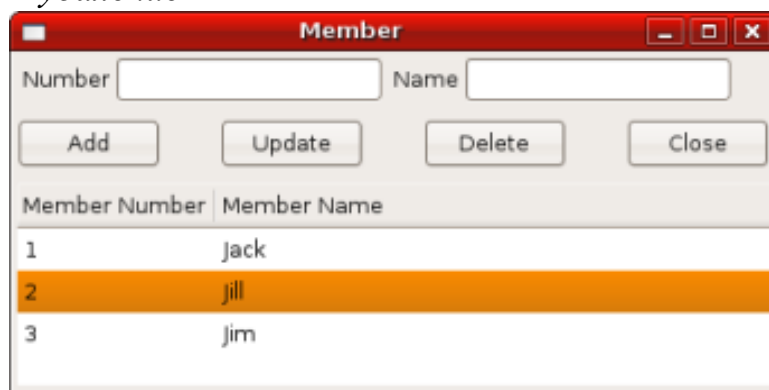 Member
Number Name
Add Update Delete Close
Member Number Member Name
1 Jack
2 Jill
3 Jim